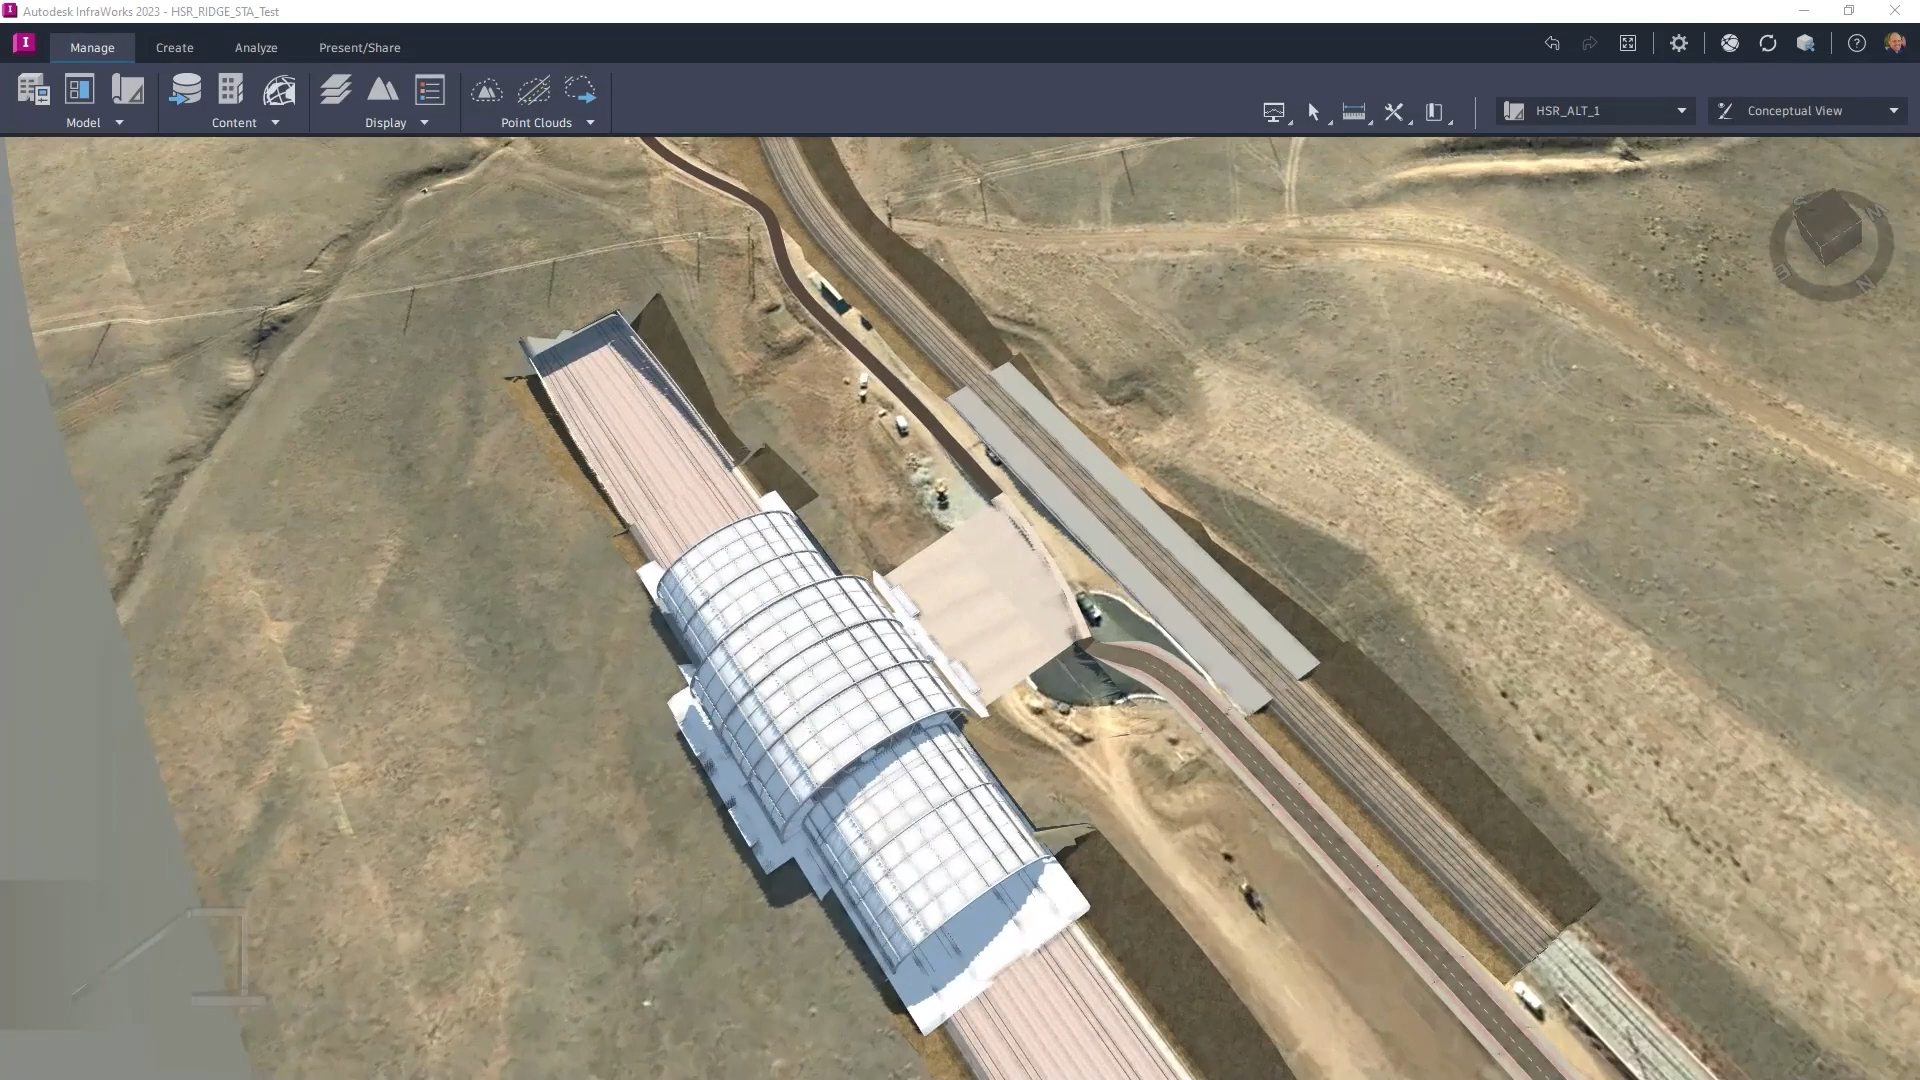 Autodesk InfraWorks 2023 - HSR_RIDGE_STA_Test
Manage Create Analyze Present/Share
Model Content Display Point Clouds
HSR_ALT_1 Conceptual View